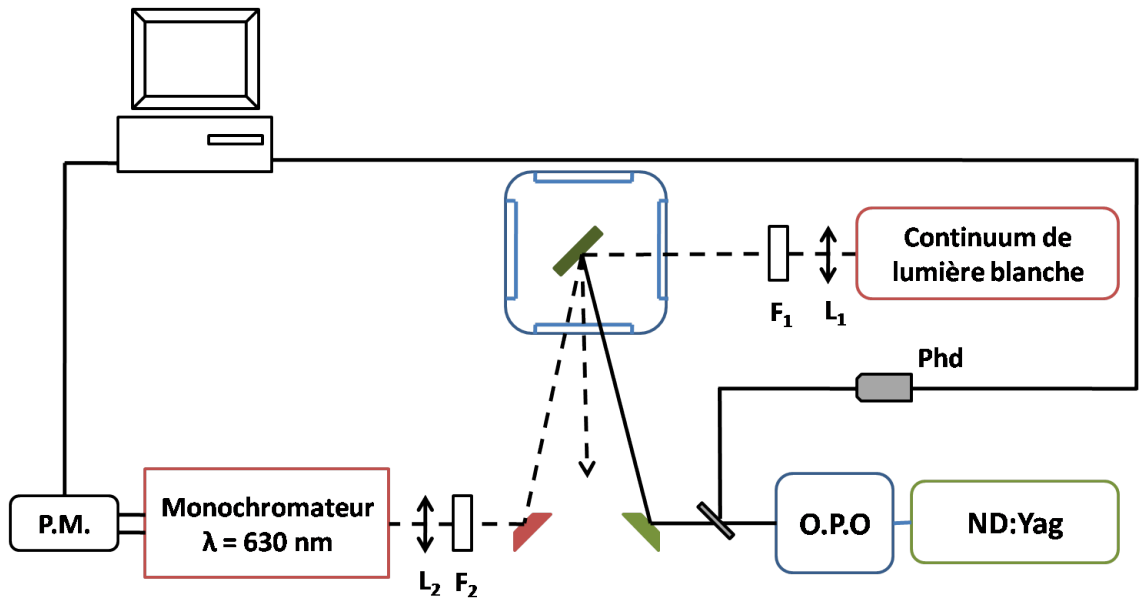 Continuum de
lumière blanche
F₁
L₁
Phd
P.M.
Monochromateur
λ = 630 nm
L₂
F₂
O.P.O
ND:Yag